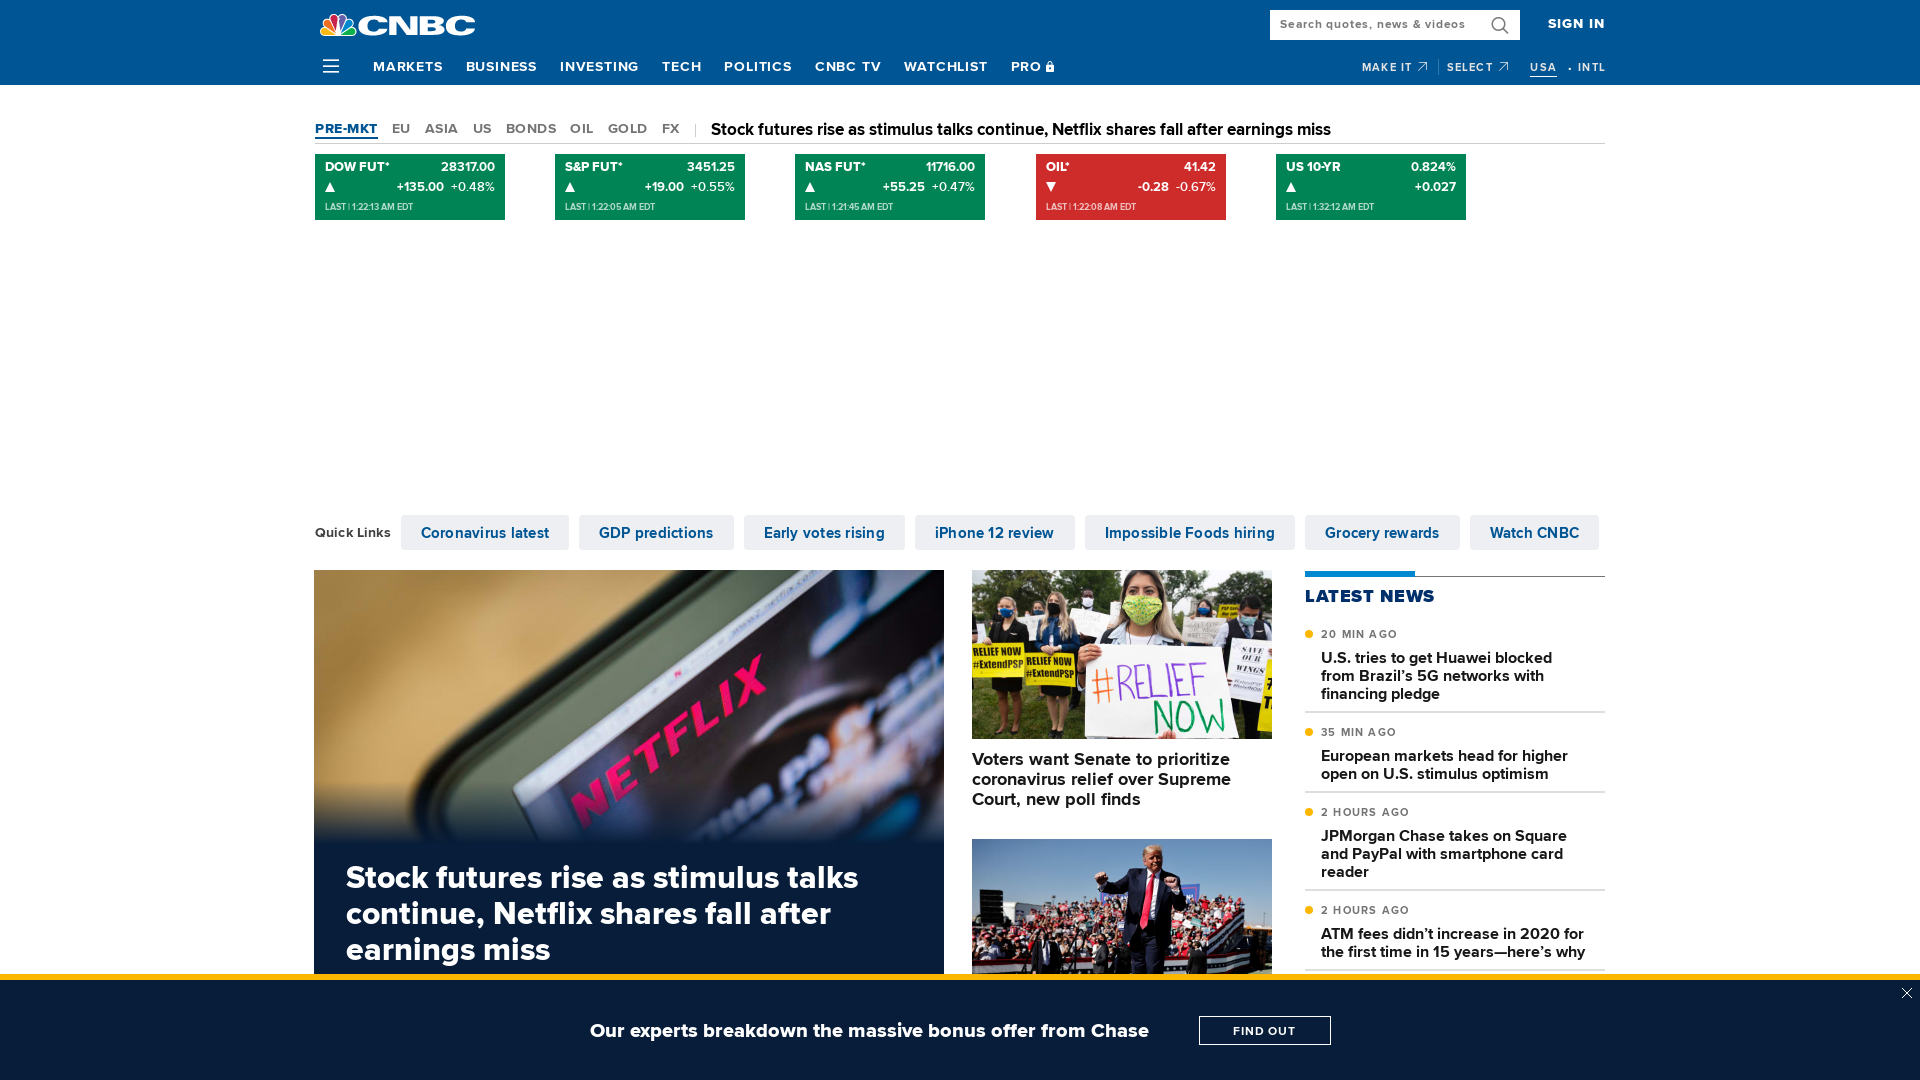 CNBC
Search quotes, news & videos
SIGN IN
MARKETS BUSINESS INVESTING TECH POLITICS CNBC TV WATCHLIST PRO
MAKE IT SELECT USA • INTL
PRE-MKT EU ASIA US BONDS OIL GOLD FX
Stock futures rise as stimulus talks continue, Netflix shares fall after earnings miss
DOW FUT* 28317.00
+135.00 +0.48%
LAST | 1:22:13 AM EDT
S&P FUT* 3451.25
+19.00 +0.55%
LAST | 1:22:05 AM EDT
NAS FUT* 11716.00
+55.25 +0.47%
LAST | 1:21:45 AM EDT
OIL* 41.42
-0.28 -0.67%
LAST | 1:22:08 AM EDT
US 10-YR 0.824%
+0.027
LAST | 1:32:12 AM EDT
Quick Links
Coronavirus latest
GDP predictions
Early votes rising
iPhone 12 review
Impossible Foods hiring
Grocery rewards
Watch CNBC
NETFLIX
Stock futures rise as stimulus talks
continue, Netflix shares fall after
earnings miss
RELIEF NOW
#ExtendPSP
RELIEF NOW
#ExtendPSP
#RELIEF
NOW
SAVE
OUR
WINGS
Voters want Senate to prioritize
coronavirus relief over Supreme
Court, new poll finds
LATEST NEWS
20 MIN AGO
U.S. tries to get Huawei blocked
from Brazil’s 5G networks with
financing pledge
35 MIN AGO
European markets head for higher
open on U.S. stimulus optimism
2 HOURS AGO
JPMorgan Chase takes on Square
and PayPal with smartphone card
reader
2 HOURS AGO
ATM fees didn’t increase in 2020 for
the first time in 15 years—here’s why
Our experts breakdown the massive bonus offer from Chase
FIND OUT